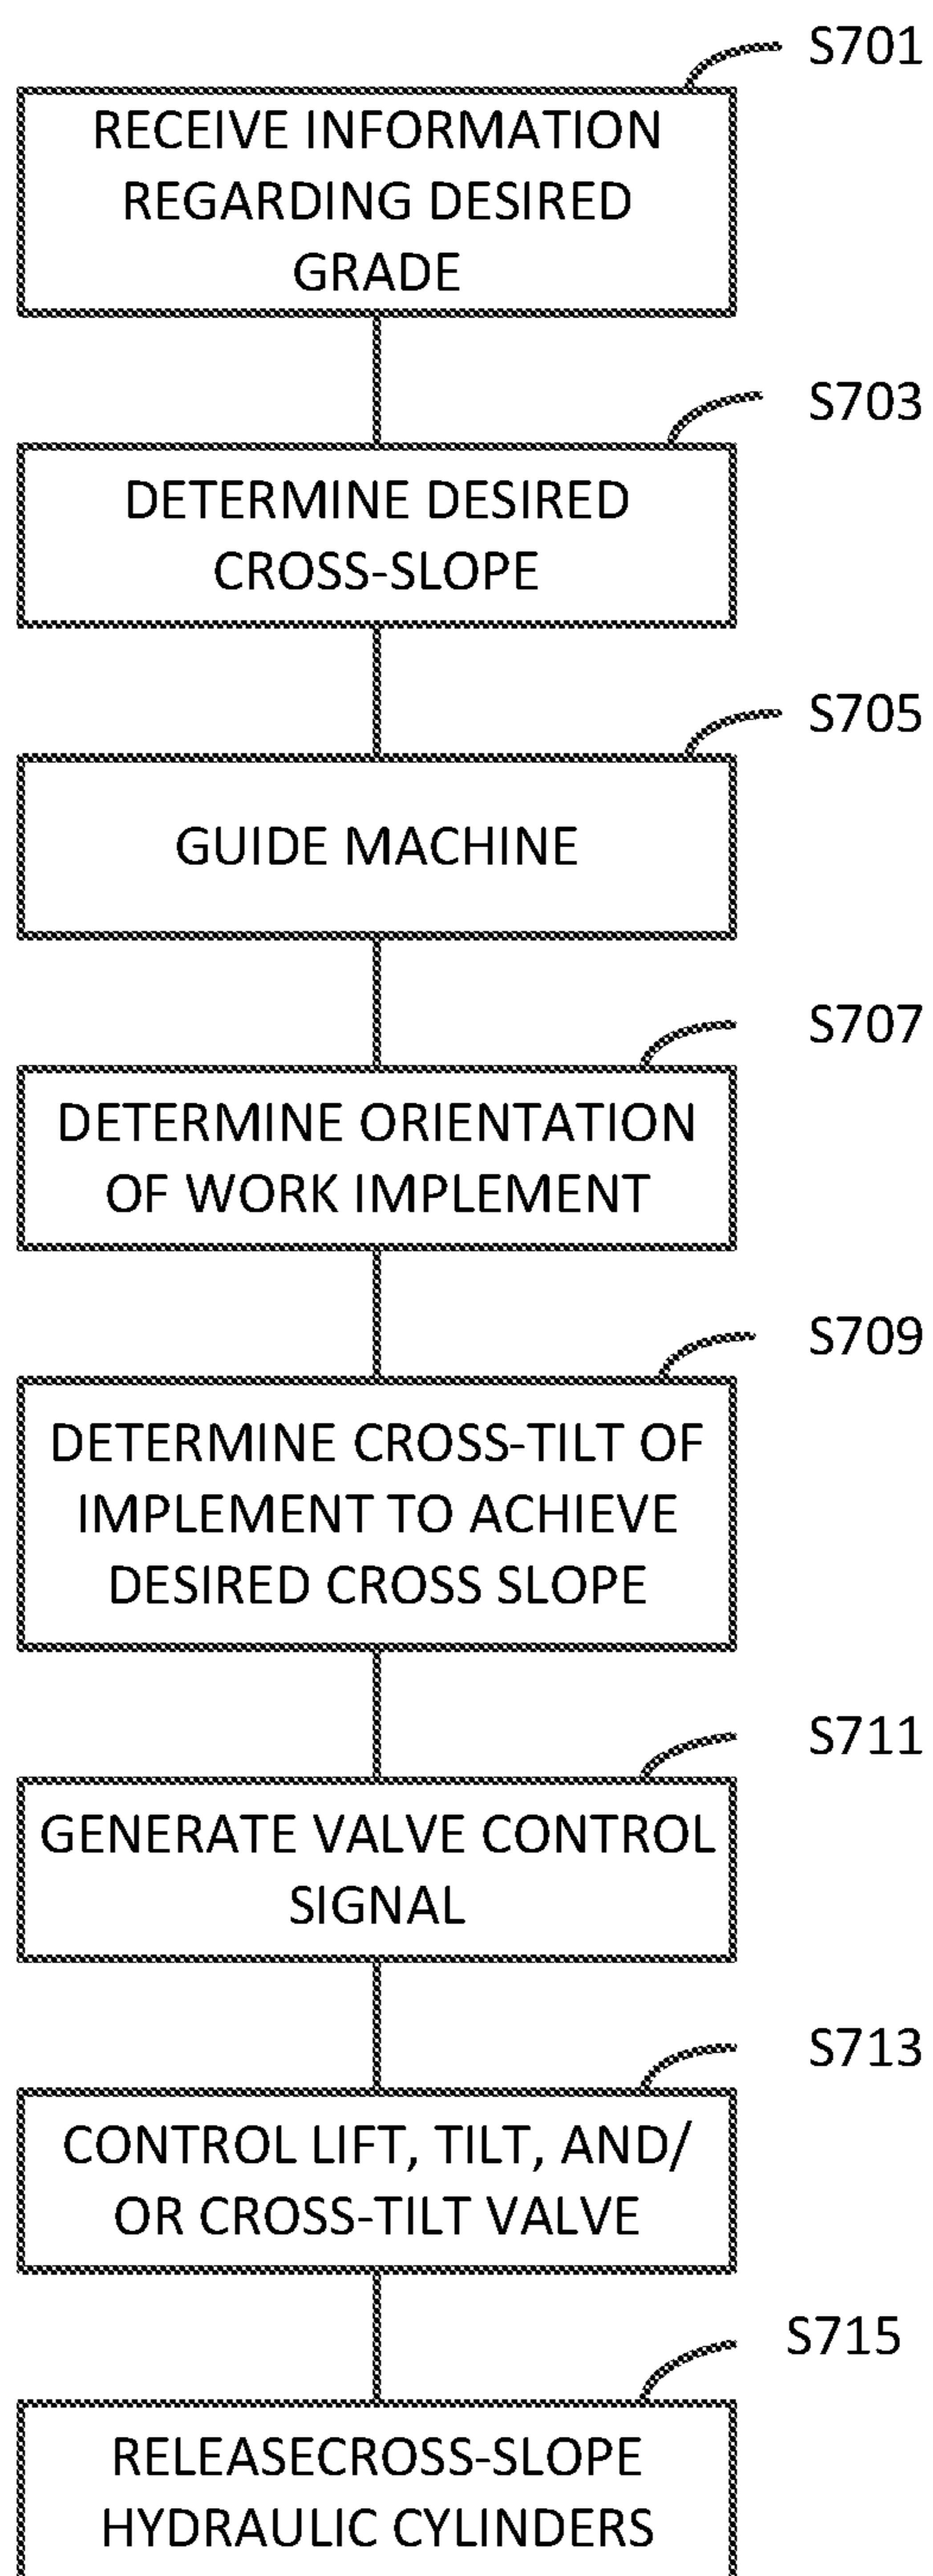 S701
RECEIVE INFORMATION
REGARDING DESIRED
GRADE
S703
DETERMINE DESIRED
CROSS-SLOPE
S705
GUIDE MACHINE
S707
DETERMINE ORIENTATION
OF WORK IMPLEMENT
S709
DETERMINE CROSS-TILT OF
IMPLEMENT TO ACHIEVE
DESIRED CROSS SLOPE
S711
GENERATE VALVE CONTROL
SIGNAL
S713
CONTROL LIFT, TILT, AND/
OR CROSS-TILT VALVE
S715
RELEASECROSS-SLOPE
HYDRAULIC CYLINDERS